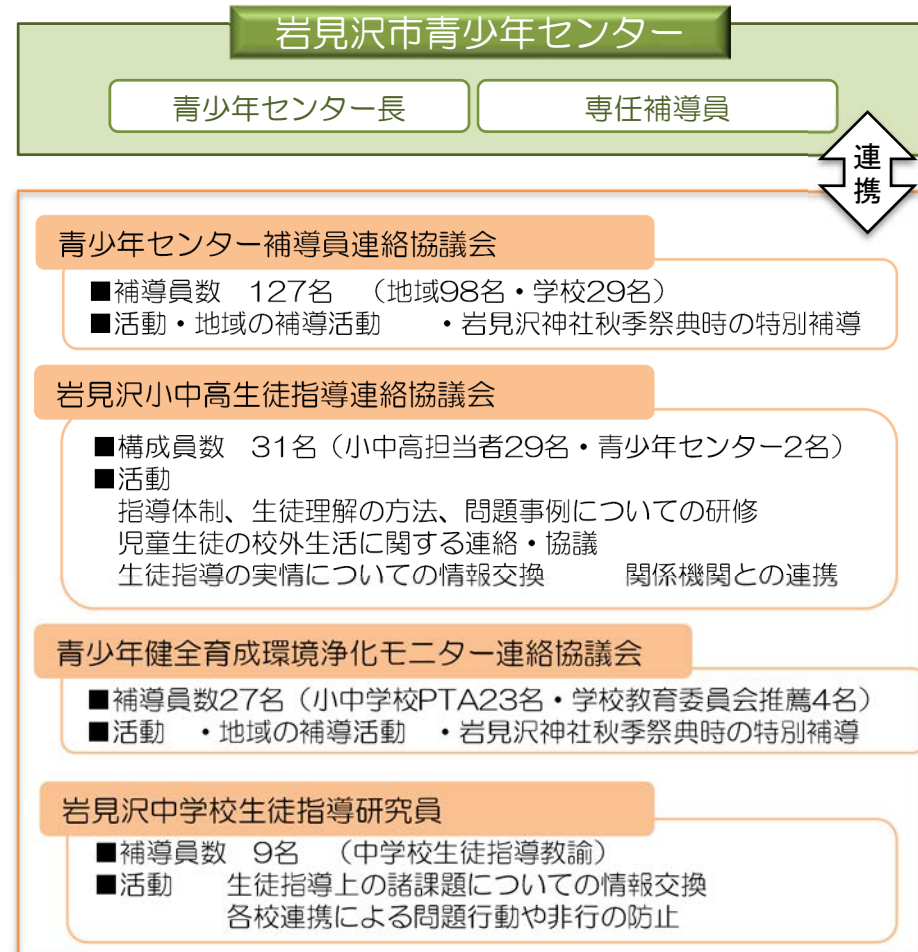 岩見沢市青少年センター
青少年センター長　専任補導員
連携
青少年センター補導員連絡協議会
■補導員数　127名　（地域98名・学校29名）
■活動・地域の補導活動　　・岩見沢神社秋季祭典時の特別補導
岩見沢小中高生徒指導連絡協議会
■構成員数　31名（小中高担当者29名・青少年センター2名）
■活動
指導体制、生徒理解の方法、問題事例についての研修
児童生徒の校外生活に関する連絡・協議
生徒指導の実情についての情報交換　　　関係機関との連携
青少年健全育成環境浄化モニター連絡協議会
■補導員数27名（小中学校PTA23名・学校教育委員会推薦4名）
■活動　・地域の補導活動　・岩見沢神社秋季祭典時の特別補導
岩見沢中学校生徒指導研究員
■補導員数　9名　（中学校生徒指導教諭）
■活動　　生徒指導上の諸課題についての情報交換
各校連携による問題行動や非行の防止